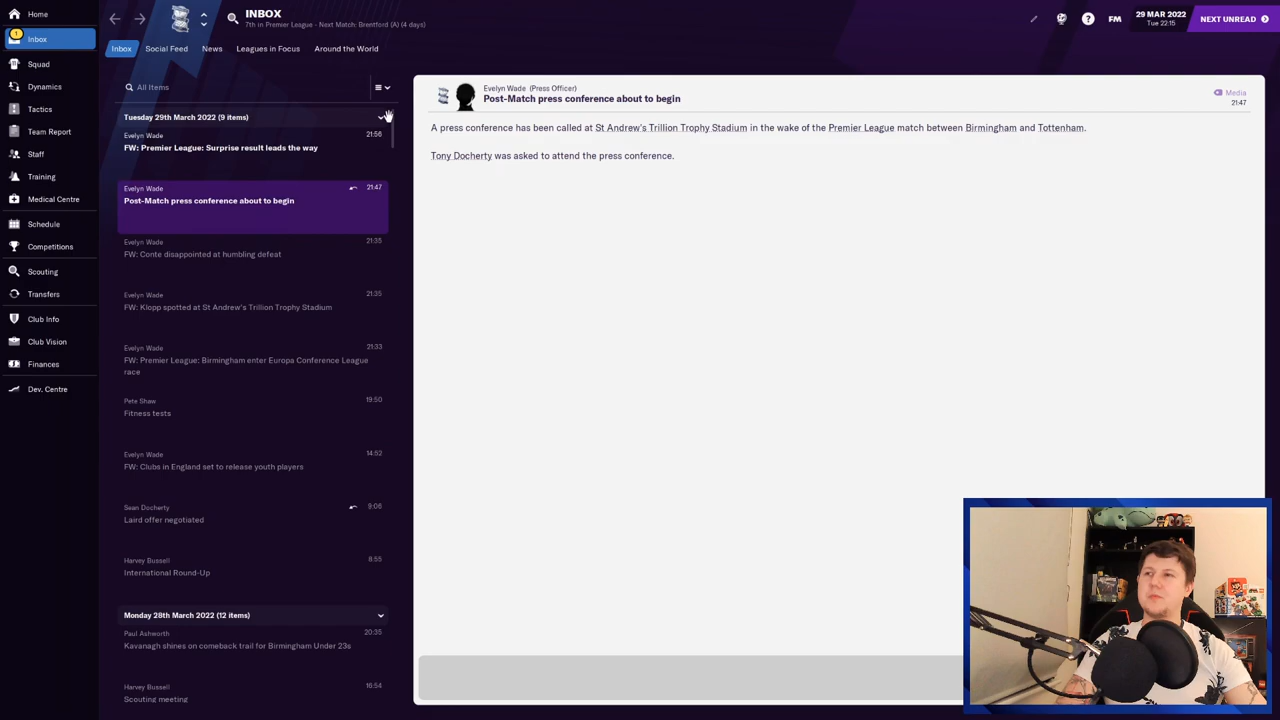 INBOX
7th in Premier League - Next Match: Brentford (A) (4 days)
FM
29 MAR 2022
Tue 22:15
NEXT UNREAD
Home
1
Inbox
Squad
Dynamics
Tactics
Team Report
Staff
Training
Medical Centre
Schedule
Competitions
Scouting
Transfers
Club Info
Club Vision
Finances
Dev. Centre
Inbox
Social Feed
News
Leagues in Focus
Around the World
All Items
Tuesday 29th March 2022 (9 items)
Evelyn Wade 21:56
FW: Premier League: Surprise result leads the way
Evelyn Wade 21:47
Post-Match press conference about to begin
Evelyn Wade 21:35
FW: Conte disappointed at humbling defeat
Evelyn Wade 21:35
FW: Klopp spotted at St Andrew's Trillion Trophy Stadium
Evelyn Wade 21:33
FW: Premier League: Birmingham enter Europa Conference League
race
Pete Shaw 19:50
Fitness tests
Evelyn Wade 14:52
FW: Clubs in England set to release youth players
Sean Docherty 9:06
Laird offer negotiated
Harvey Bussell 8:55
International Round-Up
Monday 28th March 2022 (12 items)
Paul Ashworth 20:35
Kavanagh shines on comeback trail for Birmingham Under 23s
Harvey Bussell 16:54
Scouting meeting
Evelyn Wade (Press Officer)
Post-Match press conference about to begin
Media
21:47
A press conference has been called at St Andrew's Trillion Trophy Stadium in the wake of the Premier League match between Birmingham and Tottenham.
Tony Docherty was asked to attend the press conference.